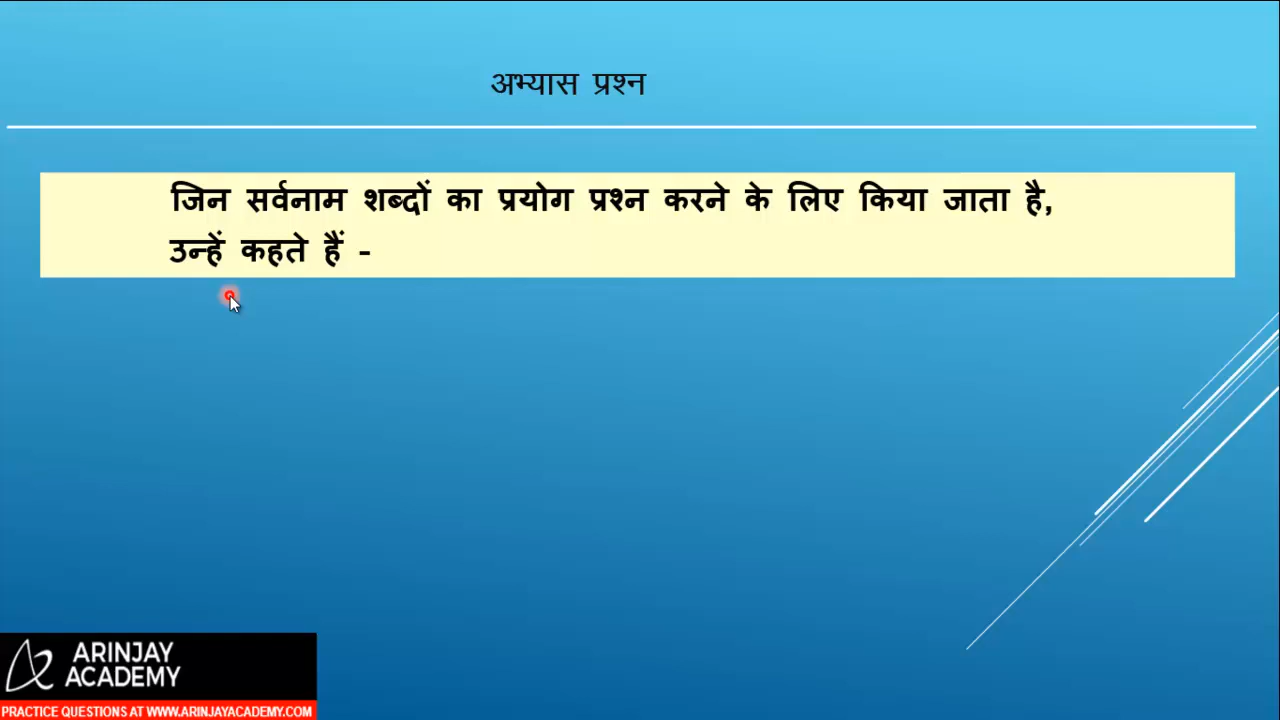 अभ्यास प्रश्न
जिन सर्वनाम शब्दों का प्रयोग प्रश्न करने के लिए किया जाता है,
उन्हें कहते हैं -
ARINJAY
ACADEMY
PRACTICE QUESTIONS AT WWW.ARINJAYACADEMY.COM